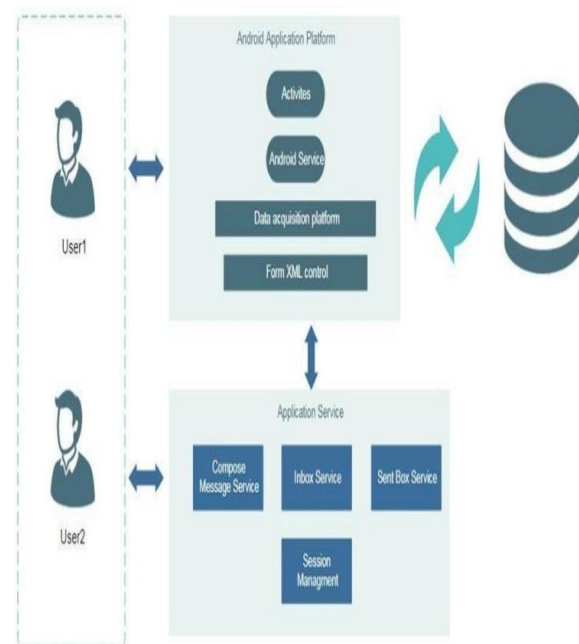 Android Application Platform
Activites
Android Service
Data acquisition platform
Form XML control
User1
Application Service
Compose
Message Service
Inbox Service
Sent Box Service
Session
Managment
User2